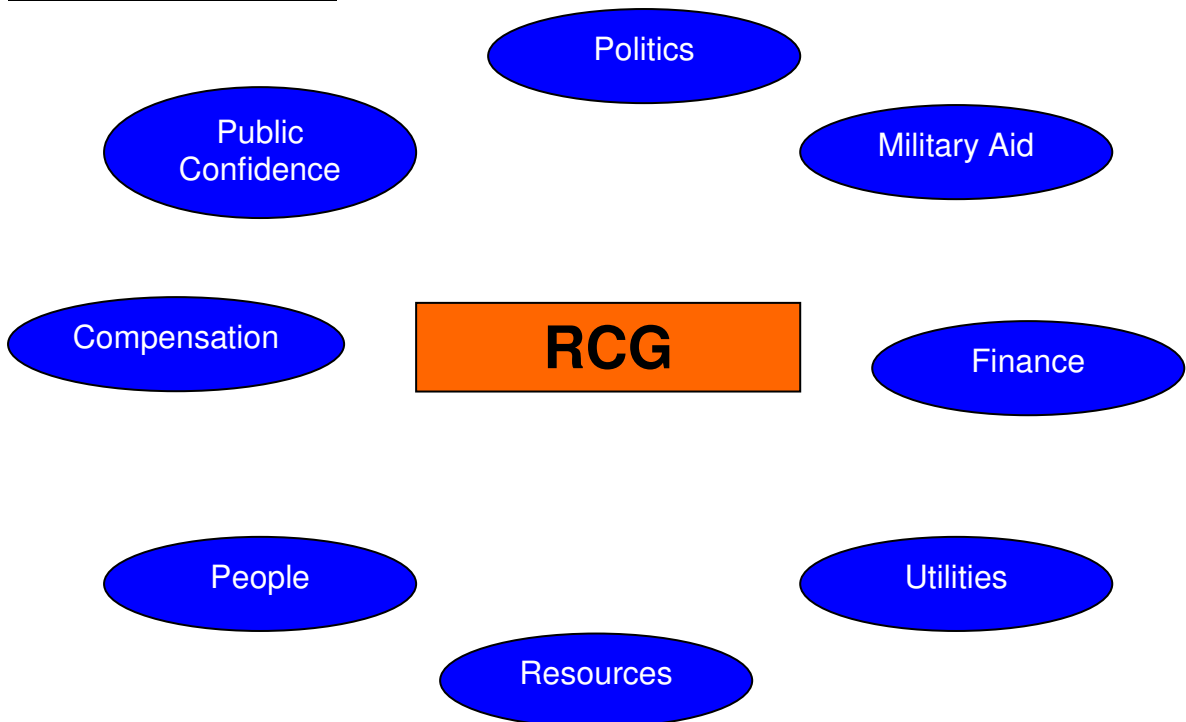 Politics
Public
Confidence
Military Aid
Compensation
RCG
Finance
People
Utilities
Resources